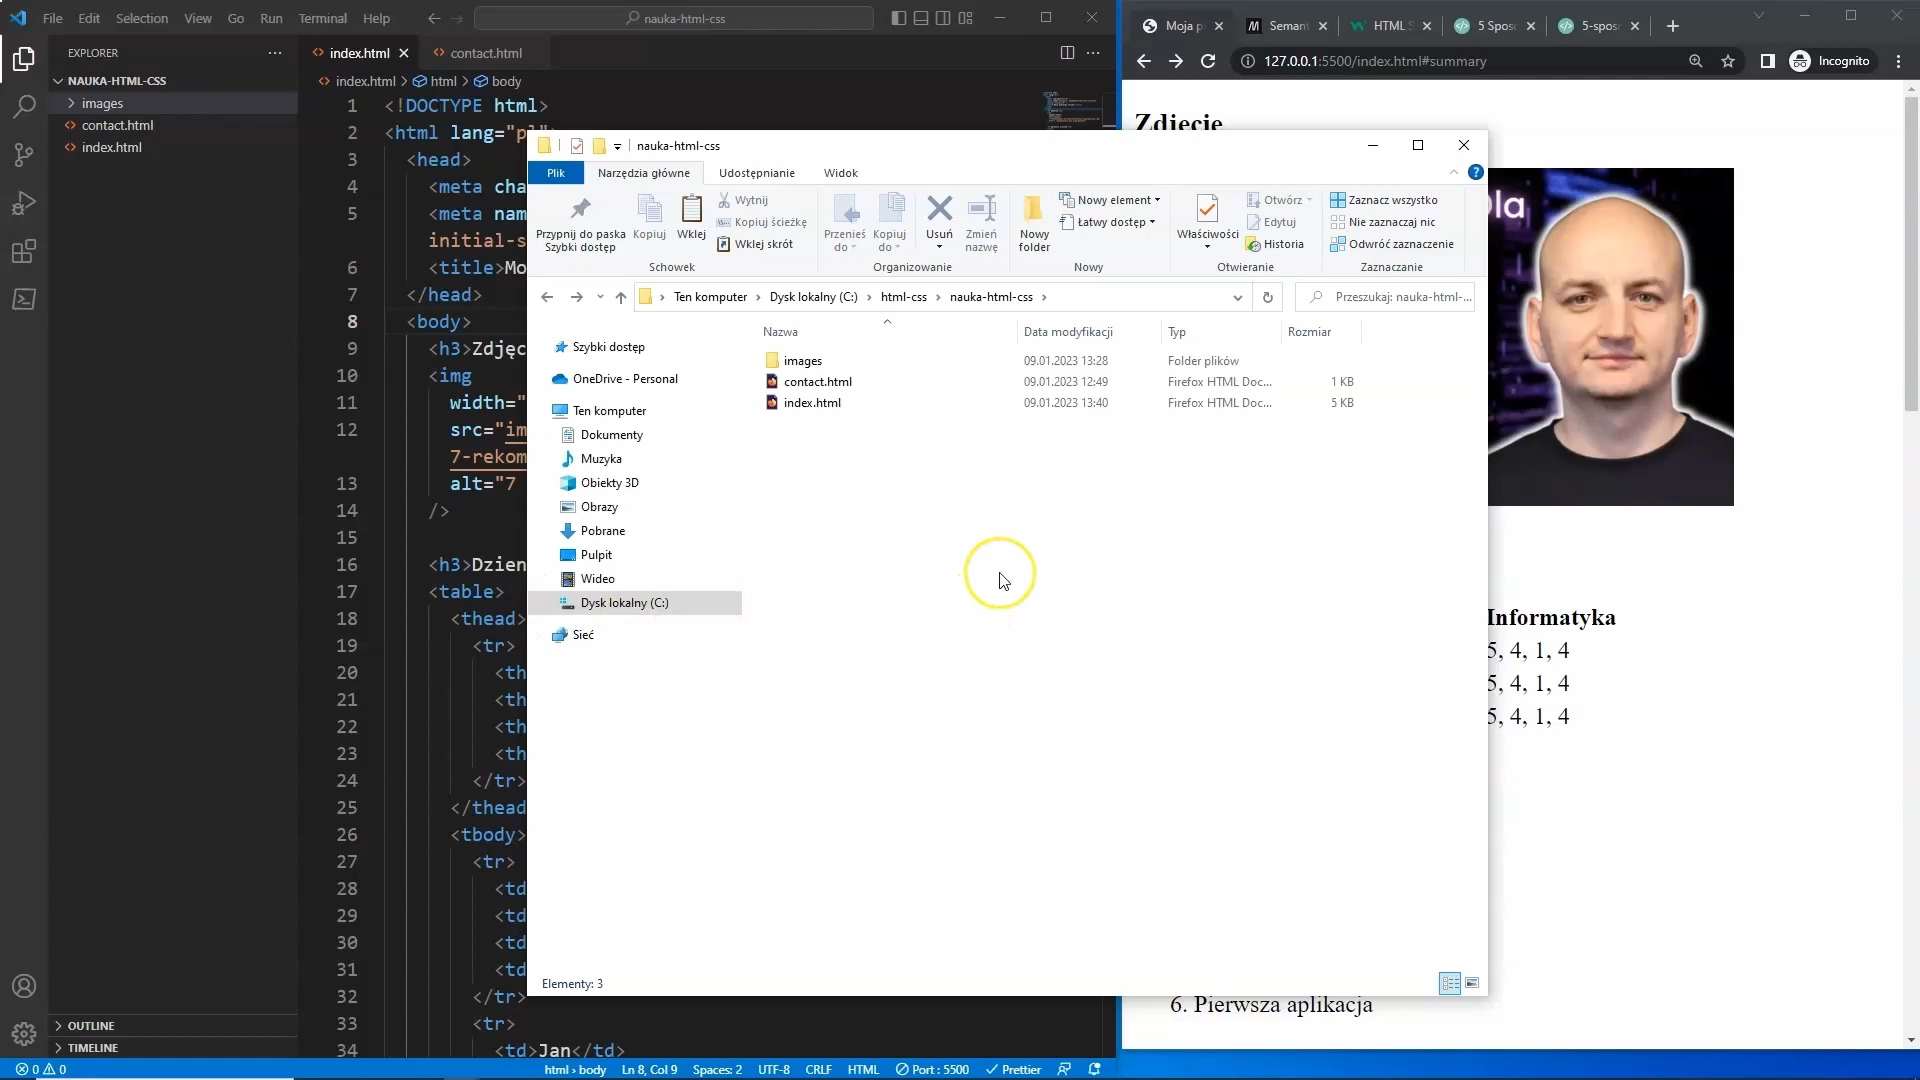 File Edit Selection View Go Run Terminal Help
nauka-html-css
EXPLORER
NAUKA-HTML-CSS
images
contact.html
index.html
OUTLINE
TIMELINE
index.html
contact.html
index.html > html > body
1 <!DOCTYPE html>
2 <html lang="pl">
3 <head>
4 <meta cha
5 <meta nam
initial-s
6 <title>Mo
7 </head>
8 <body>
9 <h3>Zdjęc
10 <img
11 width="
12 src="im
7-rekom
13 alt="7
14 />
15
16 <h3>Dzien
17 <table>
18 <thead>
19 <tr>
20 <th
21 <th
22 <th
23 <th
24 </tr>
25 </thead
26 <tbody>
27 <tr>
28 <td
29 <td
30 <td
31 <td
32 </tr>
33 <tr>
34 <td>Jan</td>
0 0
html › body Ln 8, Col 9 Spaces: 2 UTF-8 CRLF HTML Port : 5500 Prettier
nauka-html-css
Plik Narzędzia główne Udostępnianie Widok
Przypnij do paska Szybki dostęp
Kopiuj
Wklej
Wytnij
Kopiuj ścieżkę
Wklej skrót
Schowek
Przenieś do
Kopiuj do
Usuń
Zmień nazwę
Organizowanie
Nowy folder
Nowy element
Łatwy dostęp
Nowy
Właściwości
Otwórz
Edytuj
Historia
Otwieranie
Zaznacz wszystko
Nie zaznaczaj nic
Odwróć zaznaczenie
Zaznaczanie
Ten komputer › Dysk lokalny (C:) › html-css › nauka-html-css ›
Przeszukaj: nauka-html-...
Nazwa Data modyfikacji Typ Rozmiar
images 09.01.2023 13:28 Folder plików
contact.html 09.01.2023 12:49 Firefox HTML Doc... 1 KB
index.html 09.01.2023 13:40 Firefox HTML Doc... 5 KB
Szybki dostęp
OneDrive - Personal
Ten komputer
Dokumenty
Muzyka
Obiekty 3D
Obrazy
Pobrane
Pulpit
Wideo
Dysk lokalny (C:)
Sieć
Elementy: 3
Moja p
Semant
HTML S
5 Sposo
5-sposo
127.0.0.1:5500/index.html#summary
Incognito
Zdjęcie
ola
Informatyka
5, 4, 1, 4
5, 4, 1, 4
5, 4, 1, 4
6. Pierwsza aplikacja